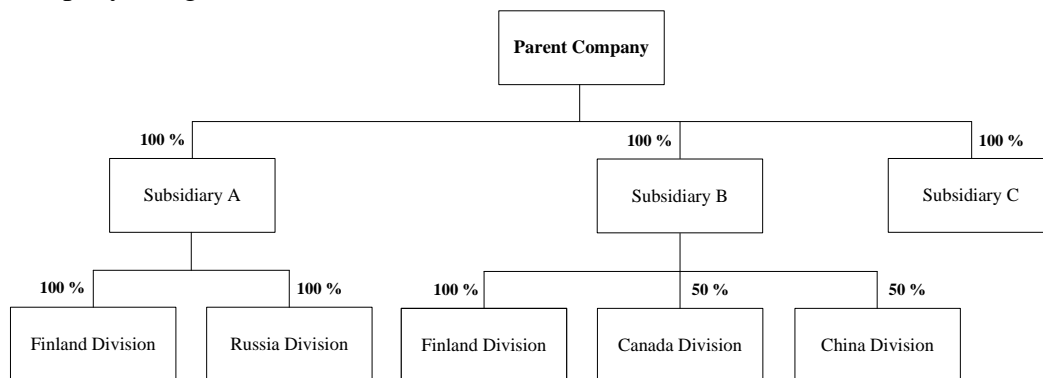 Parent Company
100 %
100 %
100 %
Subsidiary A
Subsidiary B
Subsidiary C
100 %
100 %
100 %
50 %
50 %
Finland Division
Russia Division
Finland Division
Canada Division
China Division